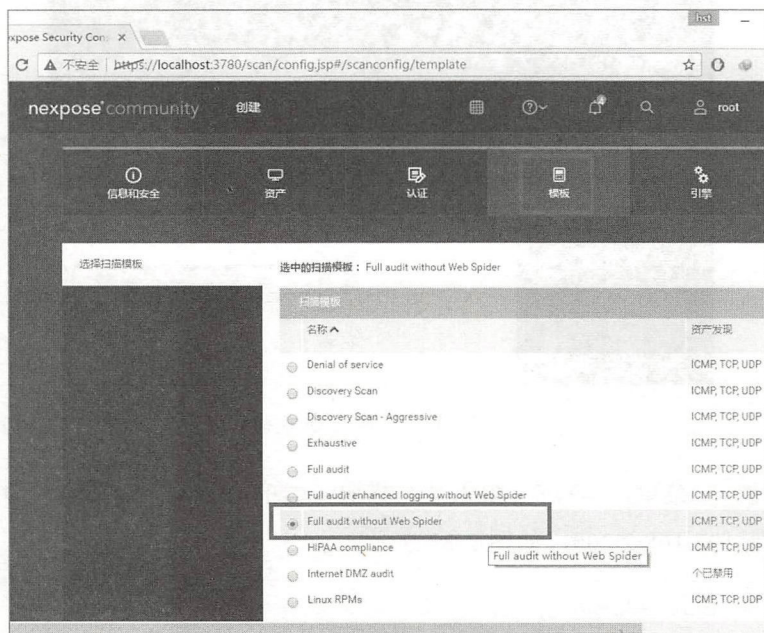 hst
xpose Security Con
不安全 https://localhost:3780/scan/config.jsp#/scanconfig/template
nexpose community 创建 root
信息和安全 资产 认证 模板 引擎
选择扫描模板 选中的扫描模板： Full audit without Web Spider
扫描模板
名称 资产发现
Denial of service ICMP, TCP, UDP
Discovery Scan ICMP, TCP, UDP
Discovery Scan - Aggressive ICMP, TCP, UDP
Exhaustive ICMP, TCP, UDP
Full audit ICMP, TCP, UDP
Full audit enhanced logging without Web Spider ICMP, TCP, UDP
Full audit without Web Spider ICMP, TCP, UDP
HIPAA compliance ICMP, TCP, UDP
Full audit without Web Spider
Internet DMZ audit 个已禁用
Linux RPMs ICMP, TCP, UDP